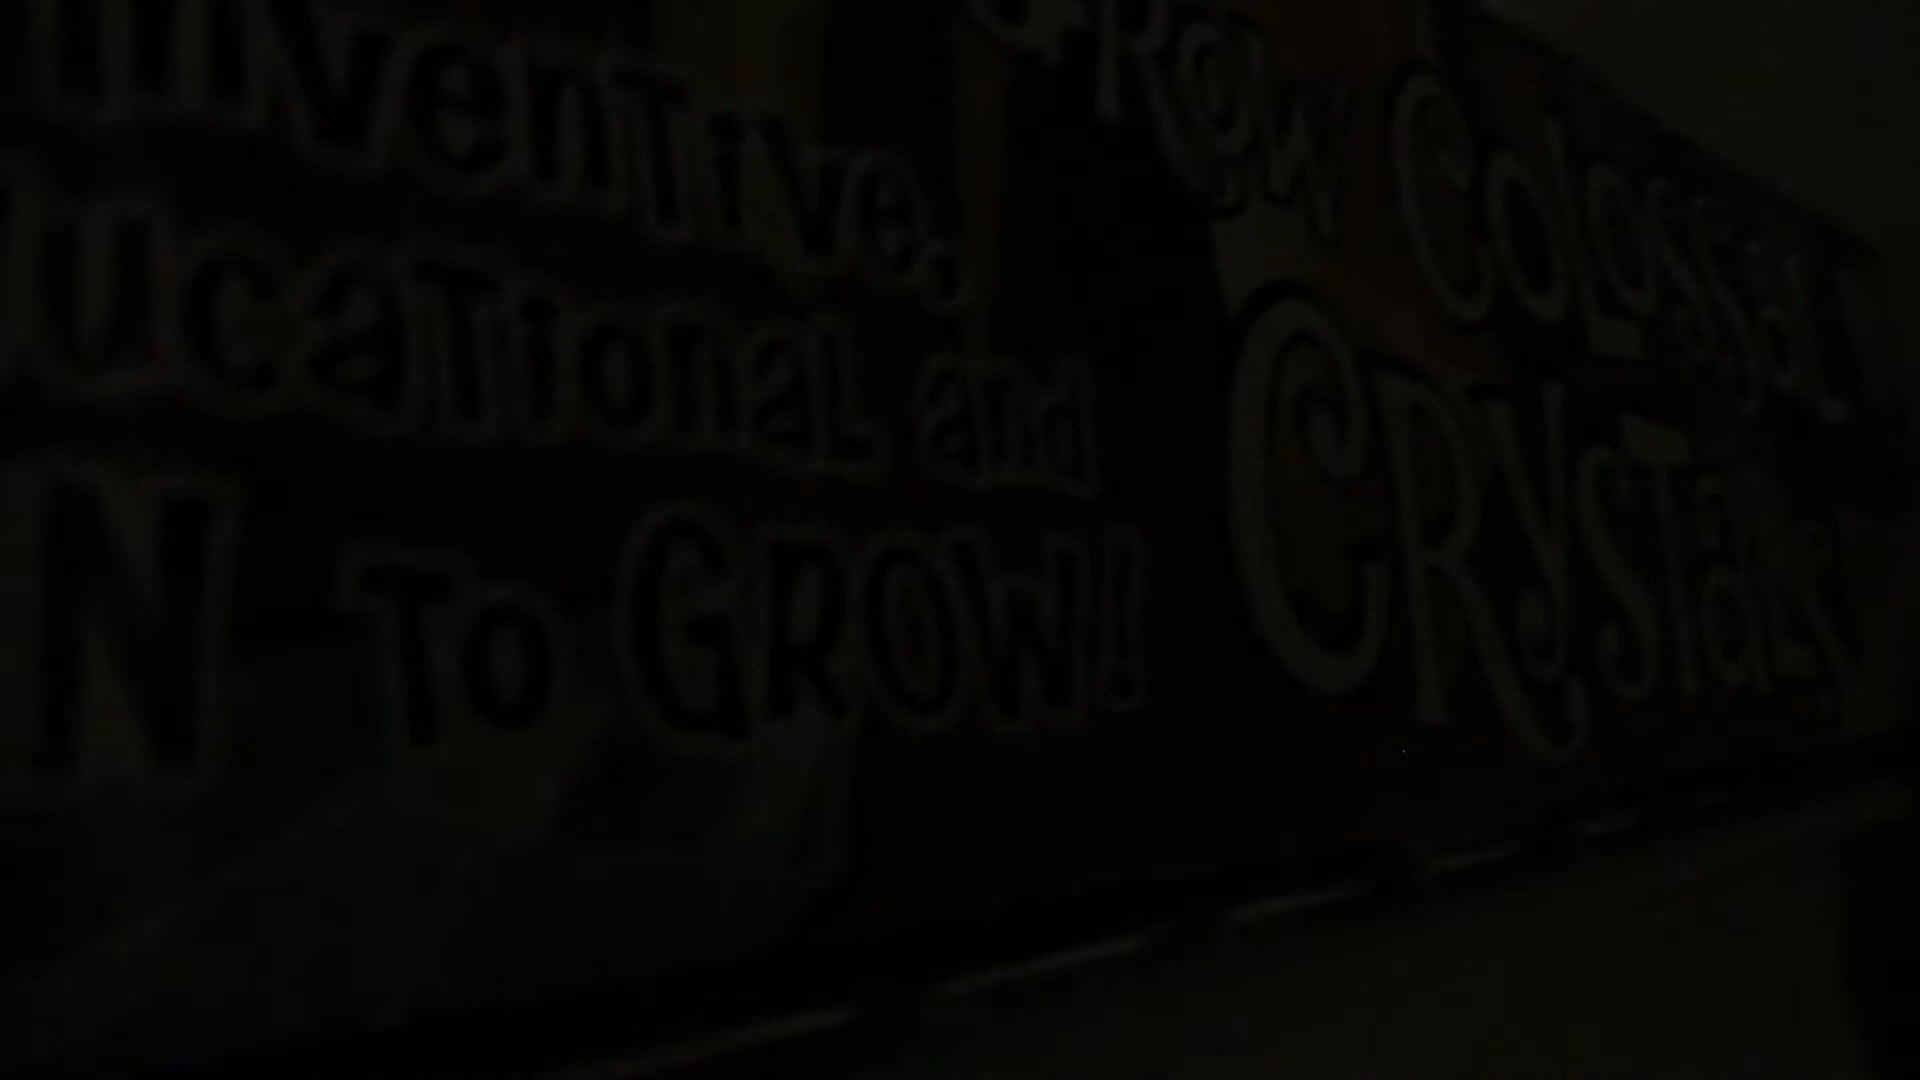 Inventive,
ucational and
N to GROW!
GROW Colossal
CRYSTALS